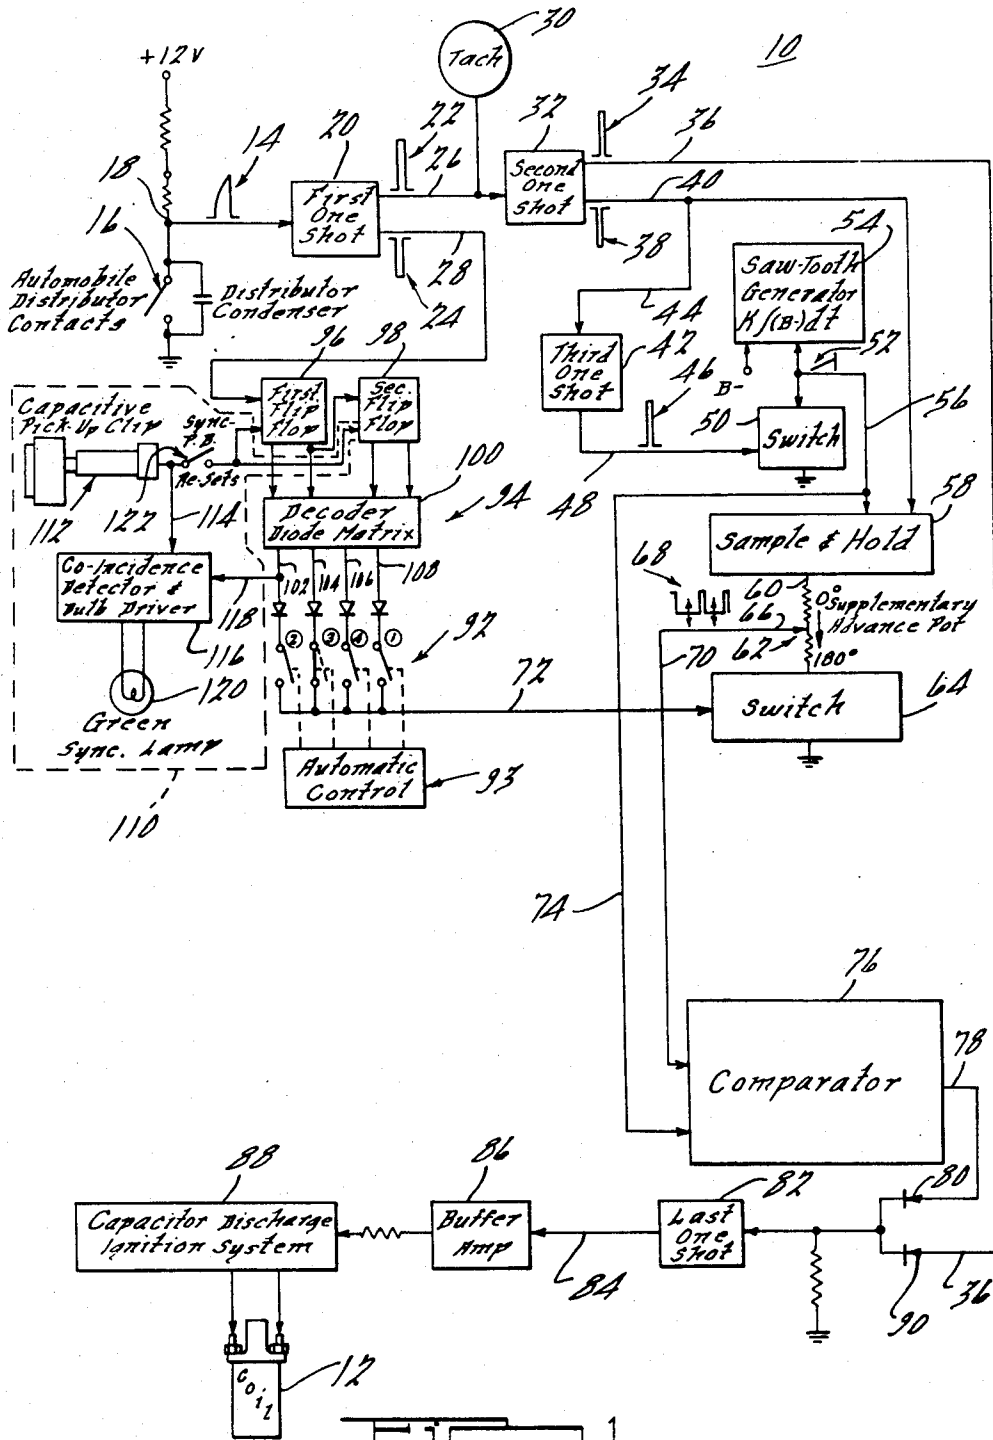 30
10
+12V
Tach
34
20
22
32
36
14
26
18
First
One
Shot
Second
One
Shot
40
16
54
38
28
Automobile
Distributor
Contacts
Distributor
Condenser
24
44
Saw-Tooth
Generator
K∫(B-)dt
96
98
Third
One
Shot
42
52
46
B-
First
Flip
Flop
Sec.
Flip
Flop
50
Switch
56
Capacitive
Pick-Up Clip
Sync.
P.B.
Re-Sets
100
94
48
58
112
122
114
Decoder
Diode Matrix
Sample & Hold
102
104
106
108
68
60
0°
Supplementary
Advance Pot
Co-Incidence
Detector &
Bulb Driver
118
66
62
180°
2
3
4
1
92
70
116
72
64
120
Switch
Green
Sync. Lamp
Automatic
Control
93
110
74
76
78
Comparator
88
86
82
80
Capacitor Discharge
Ignition System
Buffer
Amp
Last
One
Shot
84
90
36
12
Coil
1